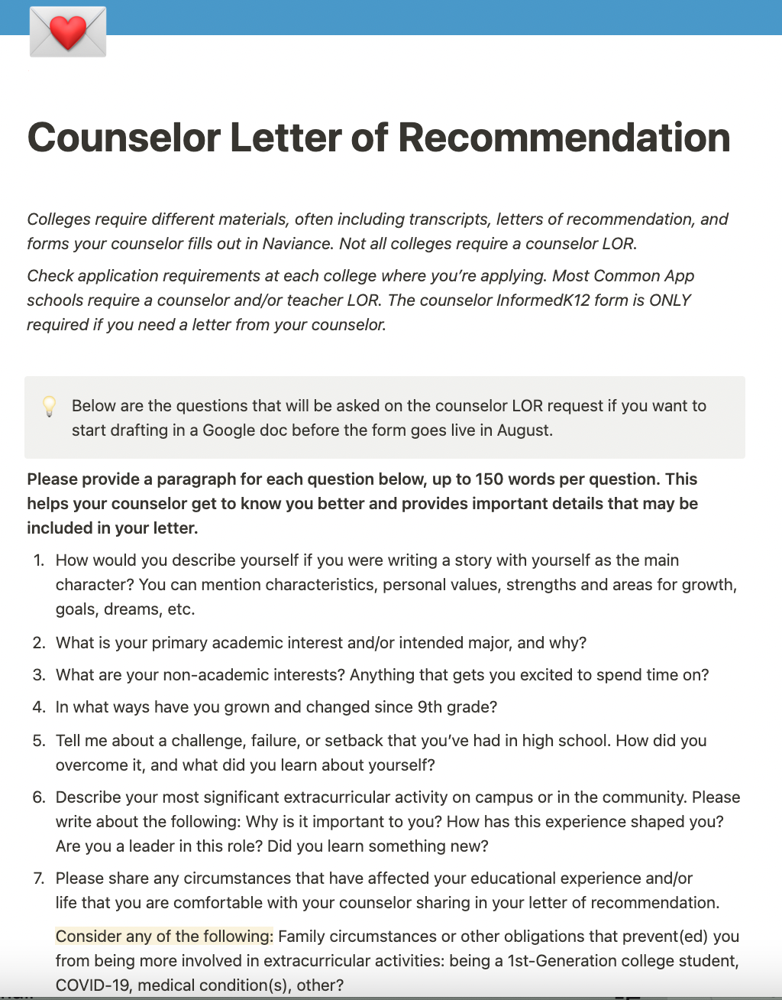 Counselor Letter of Recommendation
Colleges require different materials, often including transcripts, letters of recommendation, and
forms your counselor fills out in Naviance. Not all colleges require a counselor LOR.
Check application requirements at each college where you’re applying. Most Common App
schools require a counselor and/or teacher LOR. The counselor InformedK12 form is ONLY
required if you need a letter from your counselor.
Below are the questions that will be asked on the counselor LOR request if you want to
start drafting in a Google doc before the form goes live in August.
Please provide a paragraph for each question below, up to 150 words per question. This
helps your counselor get to know you better and provides important details that may be
included in your letter.
1. How would you describe yourself if you were writing a story with yourself as the main
character? You can mention characteristics, personal values, strengths and areas for growth,
goals, dreams, etc.
2. What is your primary academic interest and/or intended major, and why?
3. What are your non-academic interests? Anything that gets you excited to spend time on?
4. In what ways have you grown and changed since 9th grade?
5. Tell me about a challenge, failure, or setback that you’ve had in high school. How did you
overcome it, and what did you learn about yourself?
6. Describe your most significant extracurricular activity on campus or in the community. Please
write about the following: Why is it important to you? How has this experience shaped you?
Are you a leader in this role? Did you learn something new?
7. Please share any circumstances that have affected your educational experience and/or
life that you are comfortable with your counselor sharing in your letter of recommendation.
Consider any of the following: Family circumstances or other obligations that prevent(ed) you
from being more involved in extracurricular activities: being a 1st-Generation college student,
COVID-19, medical condition(s), other?